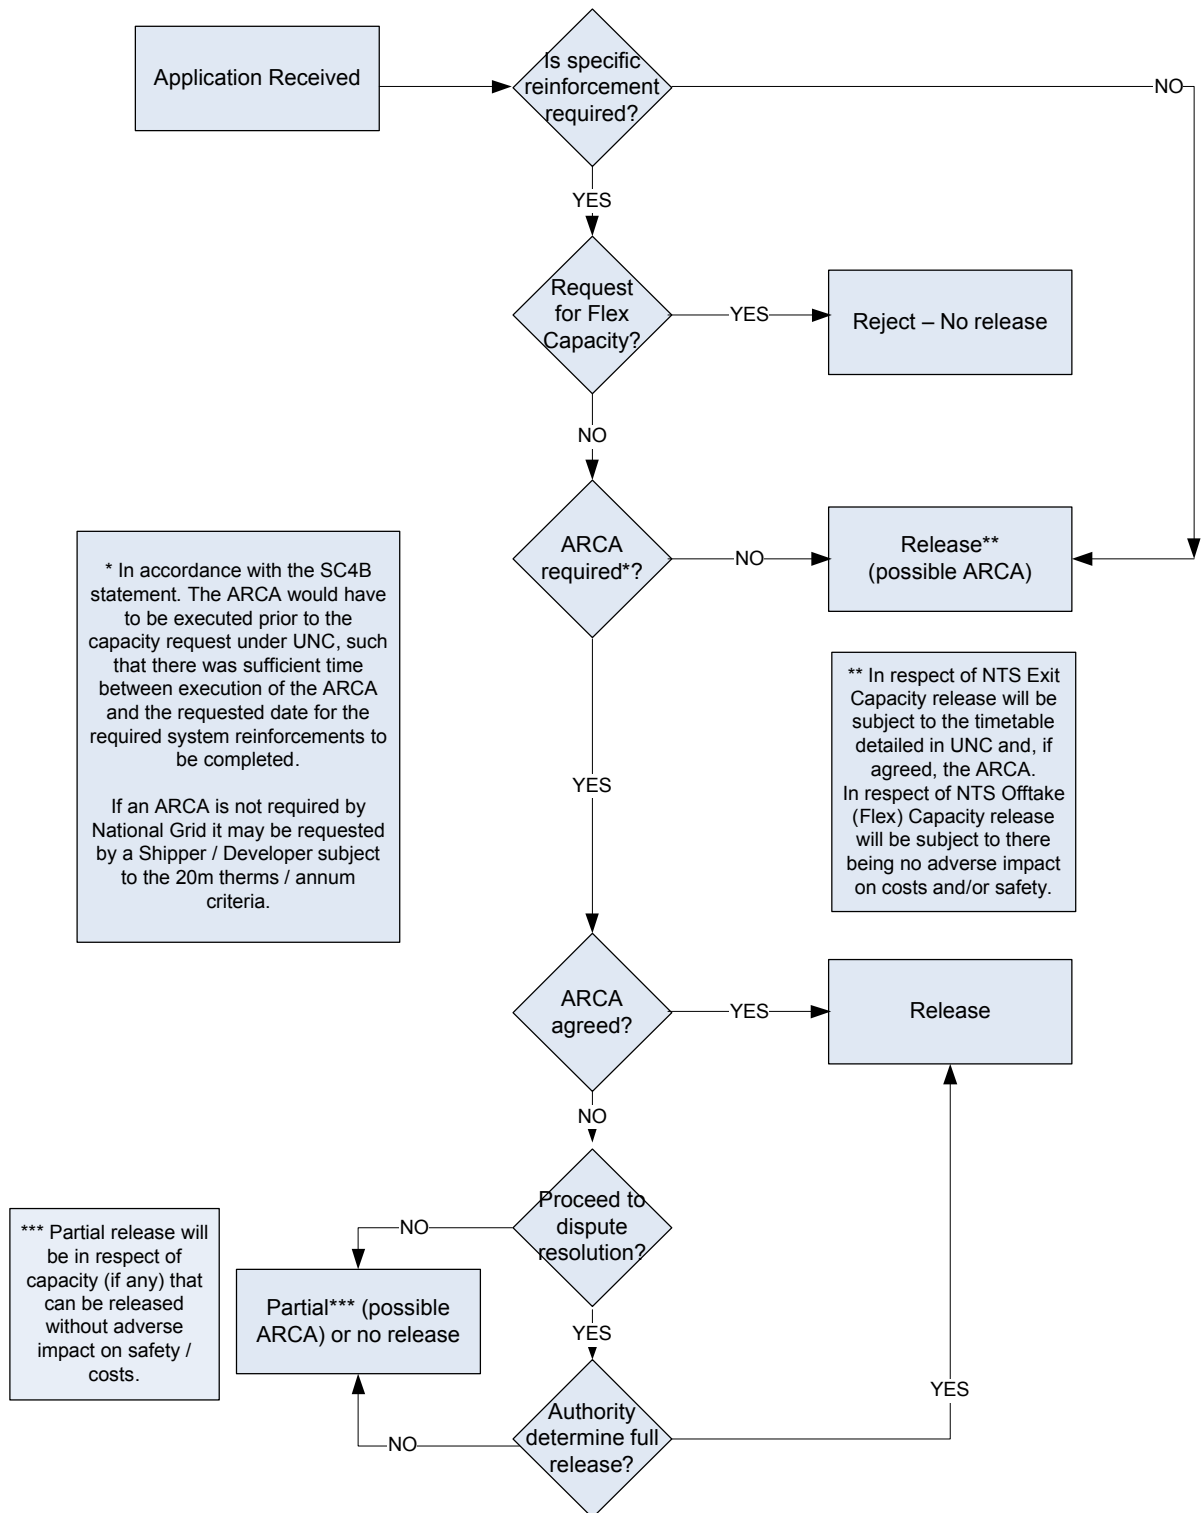 Application Received
Is specific
reinforcement
required?
NO
YES
Request
for Flex
Capacity?
YES
Reject – No release
NO
ARCA
required*?
NO
Release**
(possible ARCA)
* In accordance with the SC4B
statement. The ARCA would have
to be executed prior to the
capacity request under UNC, such
that there was sufficient time
between execution of the ARCA
and the requested date for the
required system reinforcements to
be completed.
If an ARCA is not required by
National Grid it may be requested
by a Shipper / Developer subject
to the 20m therms / annum
criteria.
** In respect of NTS Exit
Capacity release will be
subject to the timetable
detailed in UNC and, if
agreed, the ARCA.
In respect of NTS Offtake
(Flex) Capacity release
will be subject to there
being no adverse impact
on costs and/or safety.
YES
ARCA
agreed?
YES
Release
NO
Proceed to
dispute
resolution?
NO
*** Partial release will
be in respect of
capacity (if any) that
can be released
without adverse
impact on safety /
costs.
Partial*** (possible
ARCA) or no release
YES
YES
Authority
determine full
release?
NO